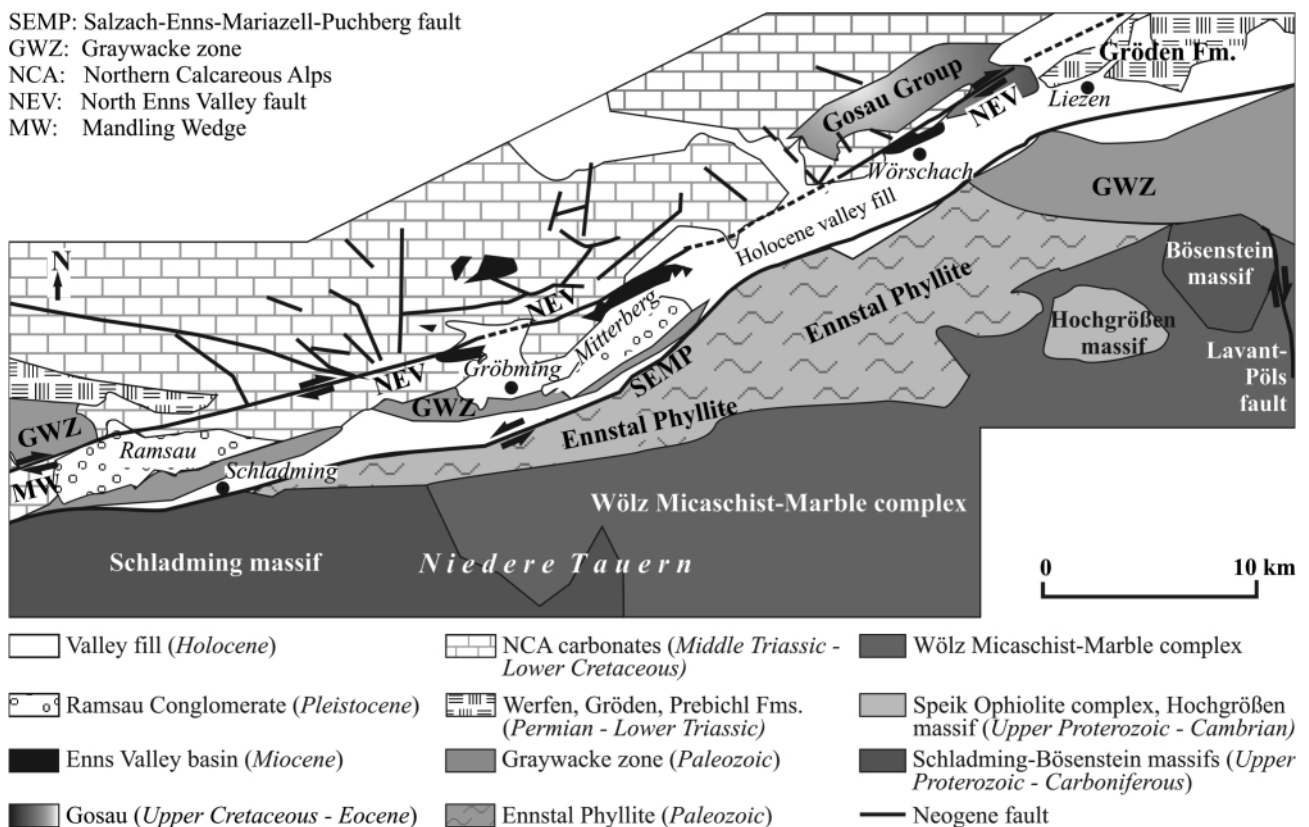 SEMP: Salzach-Enns-Mariazell-Puchberg fault
GWZ: Graywacke zone
NCA: Northern Calcareous Alps
NEV: North Enns Valley fault
MW: Mandling Wedge
Gröden Fm.
Gosau Group
NEV
Liezen
Wörschach
GWZ
Holocene valley fill
N
Bösenstein
massif
Ennstal Phyllite
NEV
Mitterberg
Hochgrößen
massif
Lavant-
Pöls
fault
NEV
Gröbming
SEMP
GWZ
GWZ
Ennstal Phyllite
Ramsau
MW
Schladming
Wölz Micaschist-Marble complex
Schladming massif
Niedere Tauern
0 10 km
Valley fill (Holocene)
Ramsau Conglomerate (Pleistocene)
Enns Valley basin (Miocene)
Gosau (Upper Cretaceous - Eocene)
NCA carbonates (Middle Triassic -
Lower Cretaceous)
Werfen, Gröden, Prebichl Fms.
(Permian - Lower Triassic)
Graywacke zone (Paleozoic)
Ennstal Phyllite (Paleozoic)
Wölz Micaschist-Marble complex
Speik Ophiolite complex, Hochgrößen
massif (Upper Proterozoic - Cambrian)
Schladming-Bösenstein massifs (Upper
Proterozoic - Carboniferous)
Neogene fault